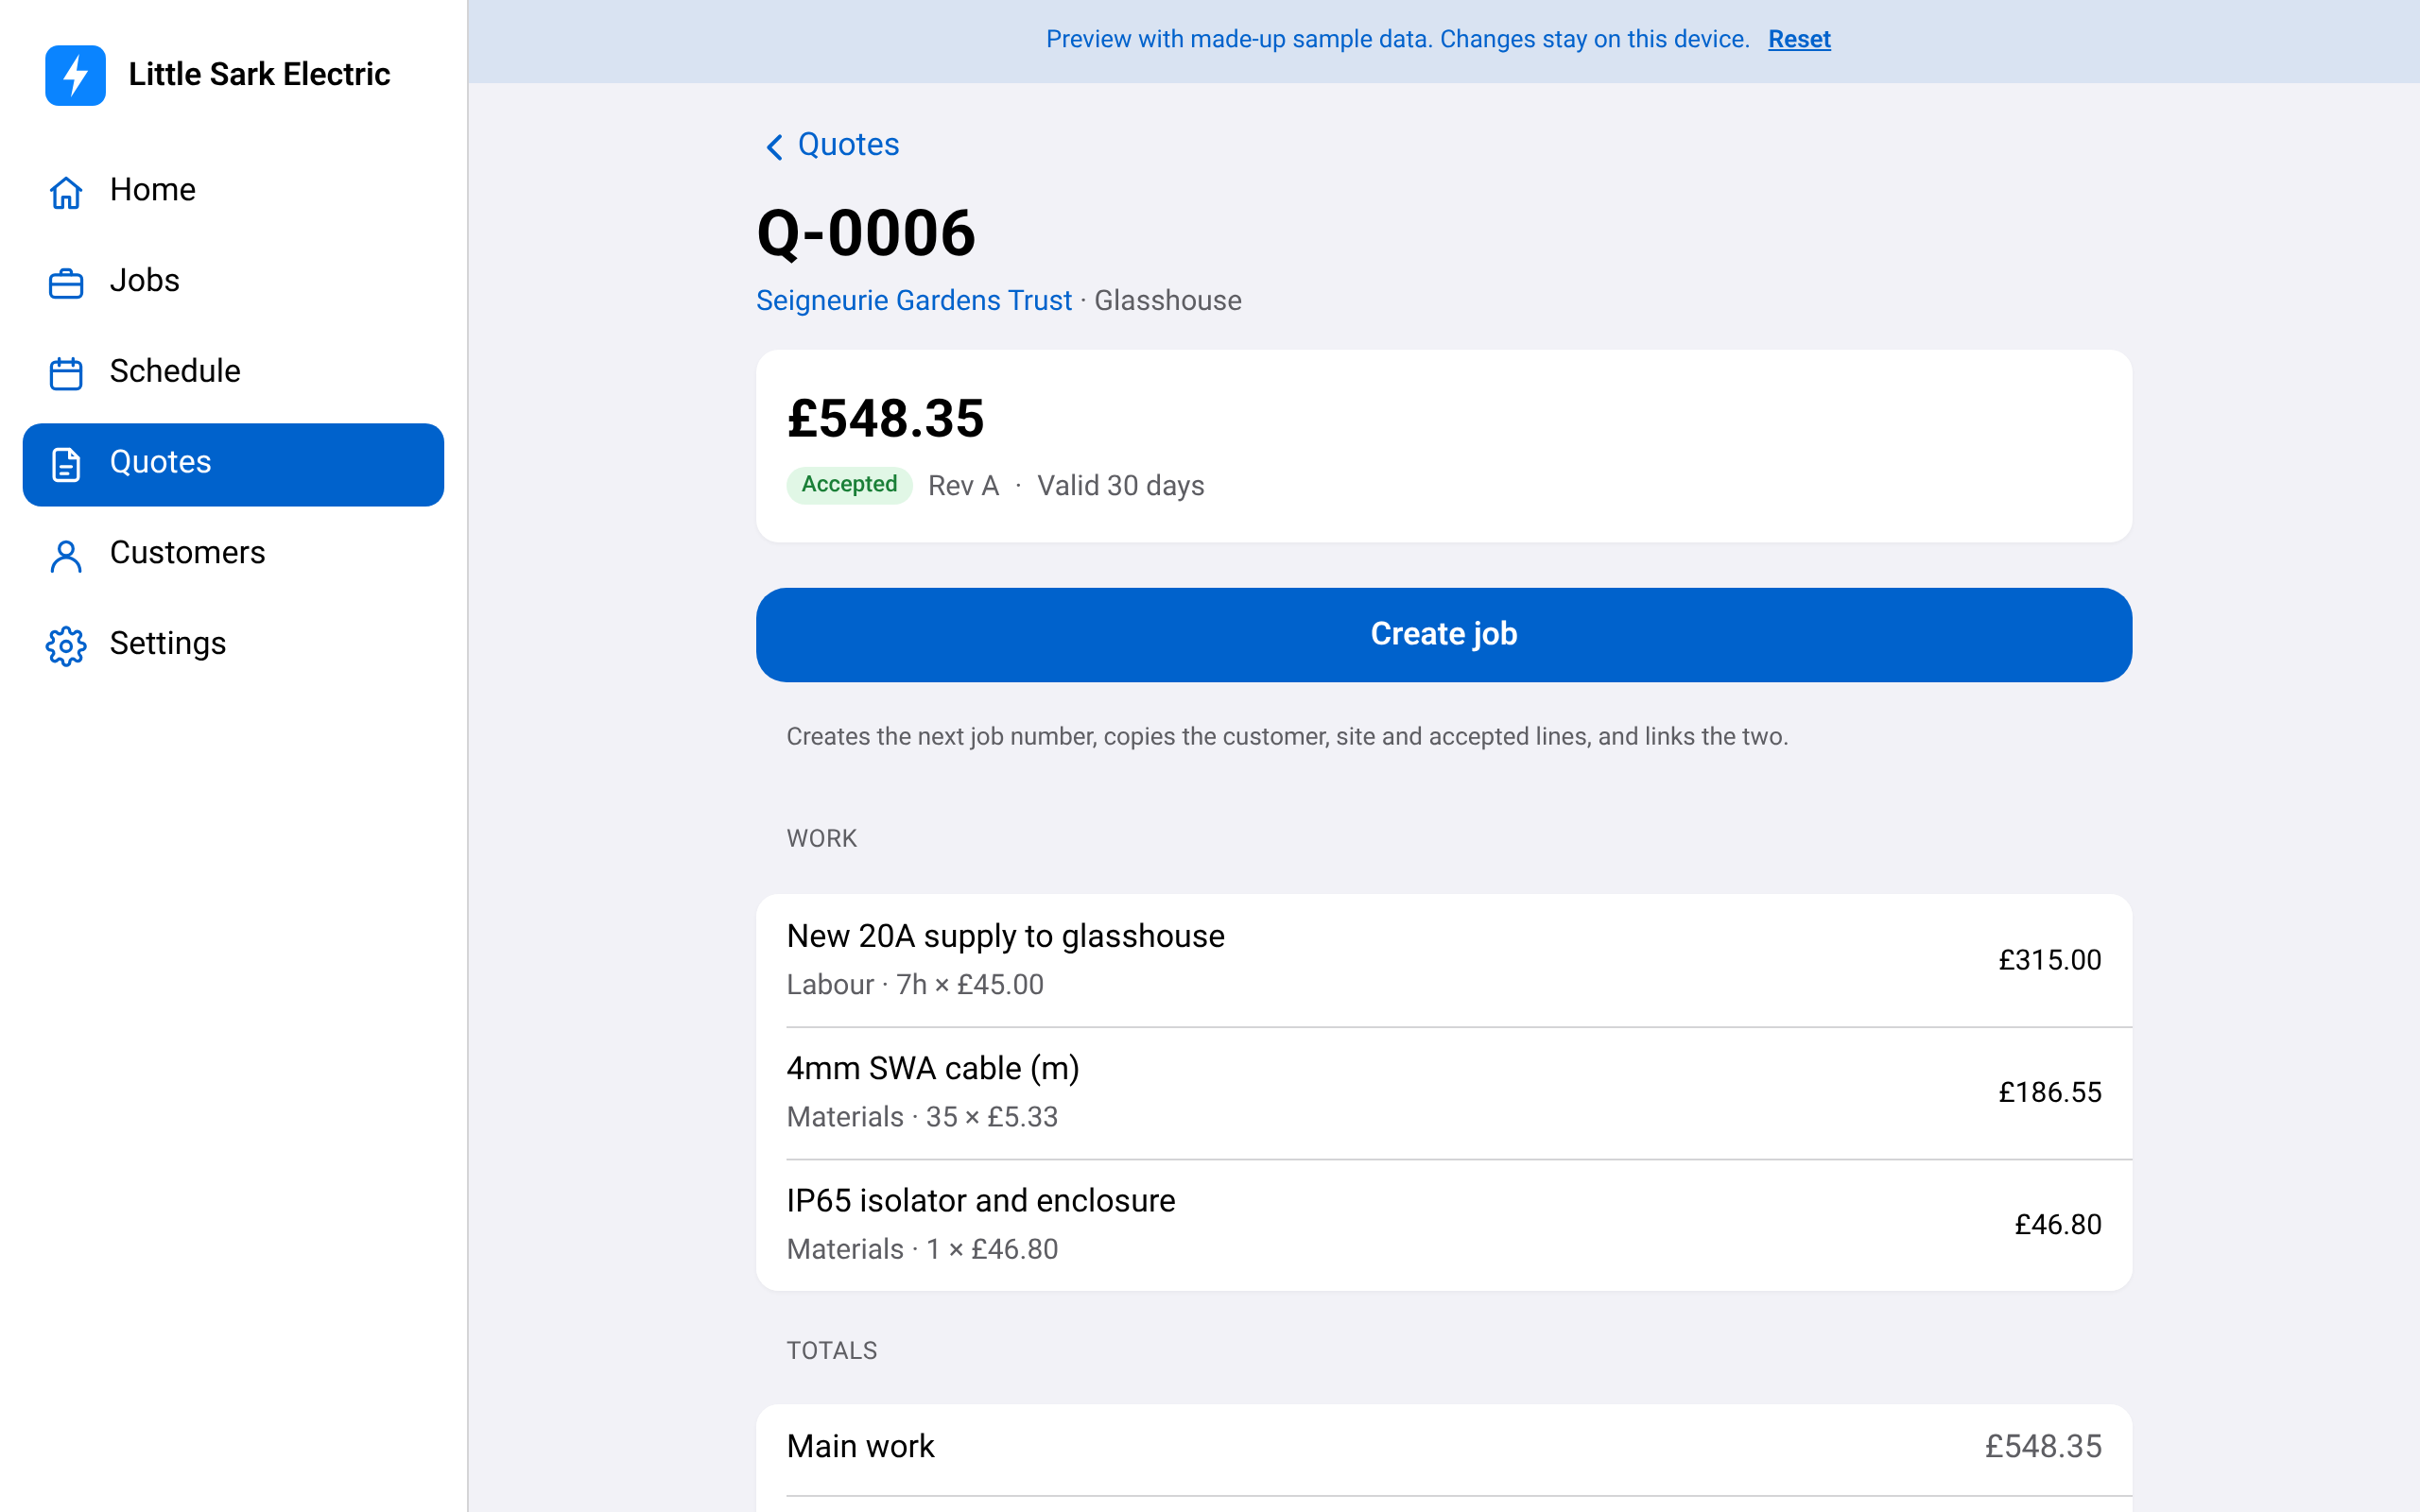 Little Sark Electric
Home
Jobs
Schedule
Quotes
Customers
Settings
Preview with made-up sample data. Changes stay on this device. Reset
Quotes
Q-0006
Seigneurie Gardens Trust · Glasshouse
£548.35
Accepted Rev A · Valid 30 days
Create job
Creates the next job number, copies the customer, site and accepted lines, and links the two.
WORK
New 20A supply to glasshouse
Labour · 7h × £45.00
£315.00
4mm SWA cable (m)
Materials · 35 × £5.33
£186.55
IP65 isolator and enclosure
Materials · 1 × £46.80
£46.80
TOTALS
Main work £548.35